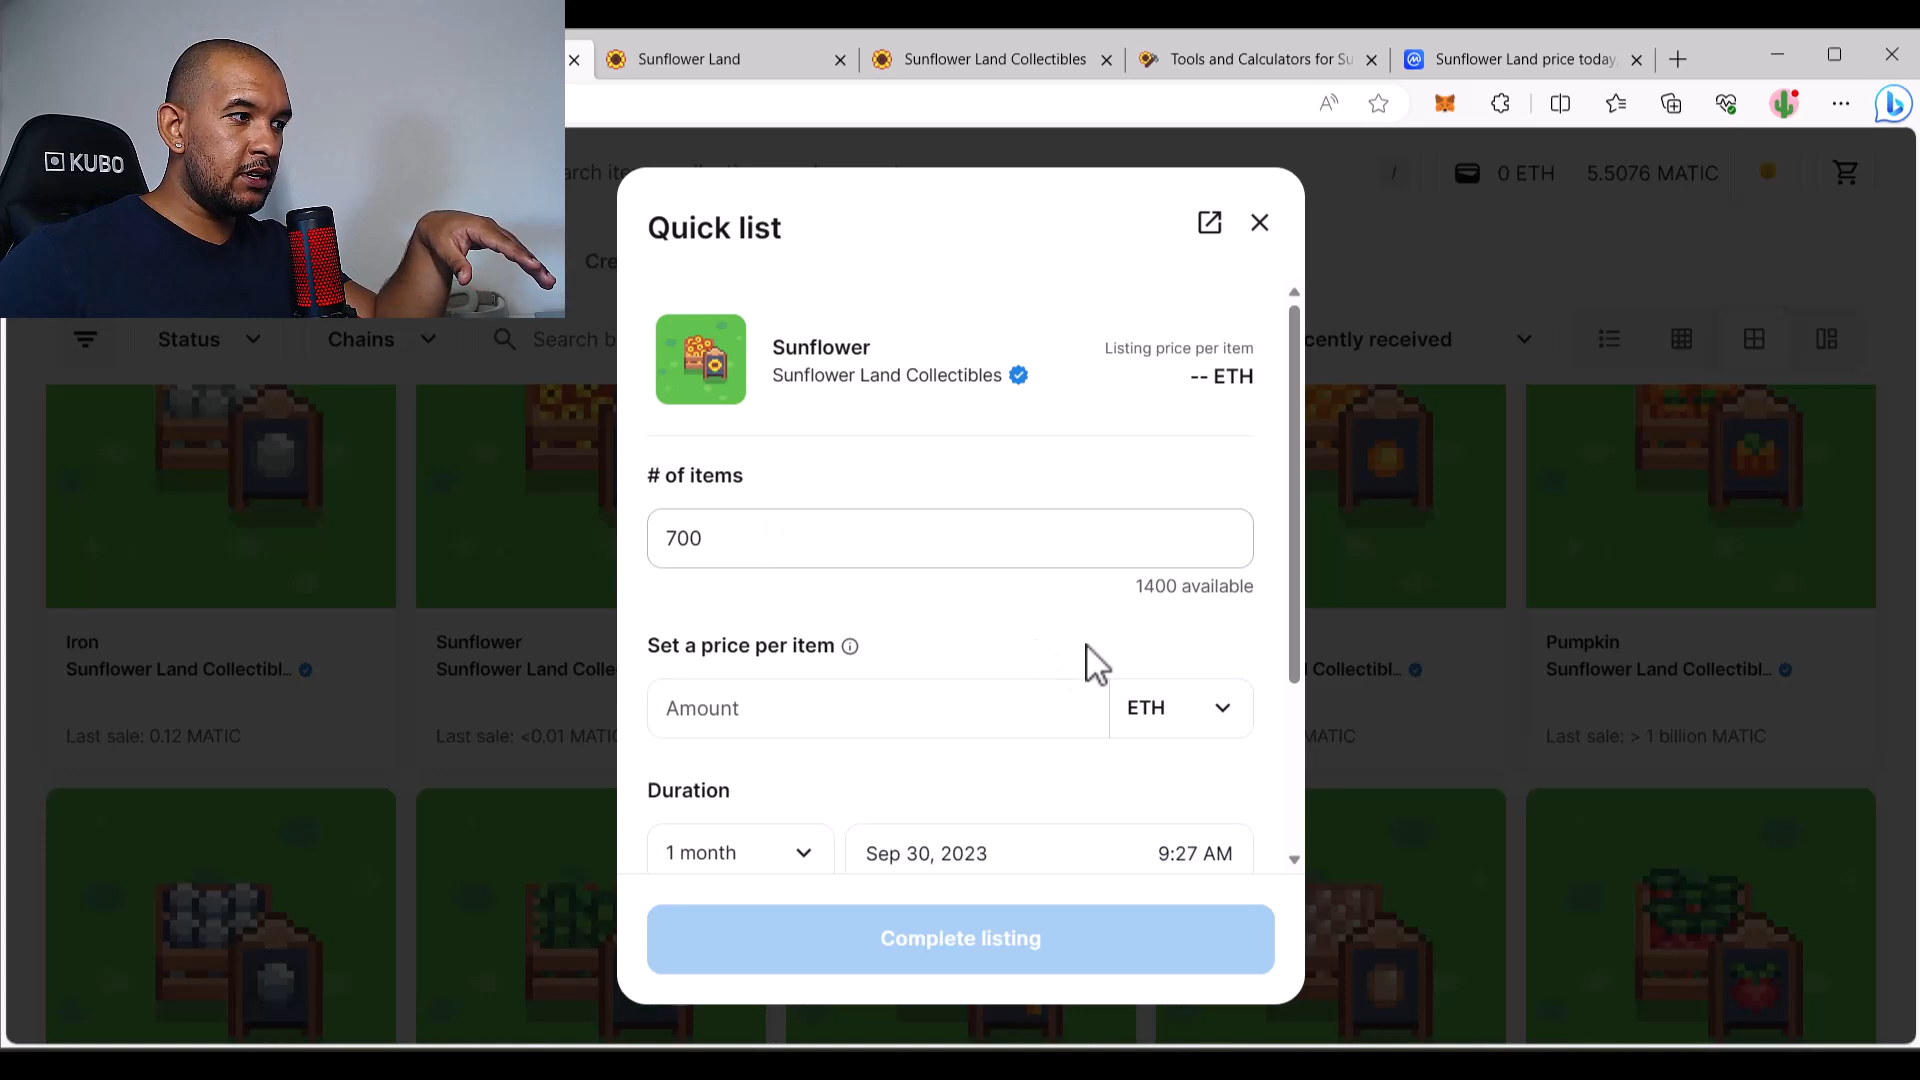 KUBO
Sunflower Land
Sunflower Land Collectibles
Tools and Calculators for Su
Sunflower Land price today,
0 ETH
5.5076 MATIC
/
Quick list
Cre
Status
Chains
Search b
cently received
Sunflower
Sunflower Land Collectibles
Listing price per item
-- ETH
# of items
700
1400 available
Set a price per item
Amount
ETH
Duration
1 month
Sep 30, 2023
9:27 AM
Complete listing
Iron
Sunflower Land Collectibl...
Last sale: 0.12 MATIC
Sunflower
Sunflower Land Colle
Last sale: <0.01 MATIC
Collectibl...
MATIC
Pumpkin
Sunflower Land Collectibl...
Last sale: > 1 billion MATIC